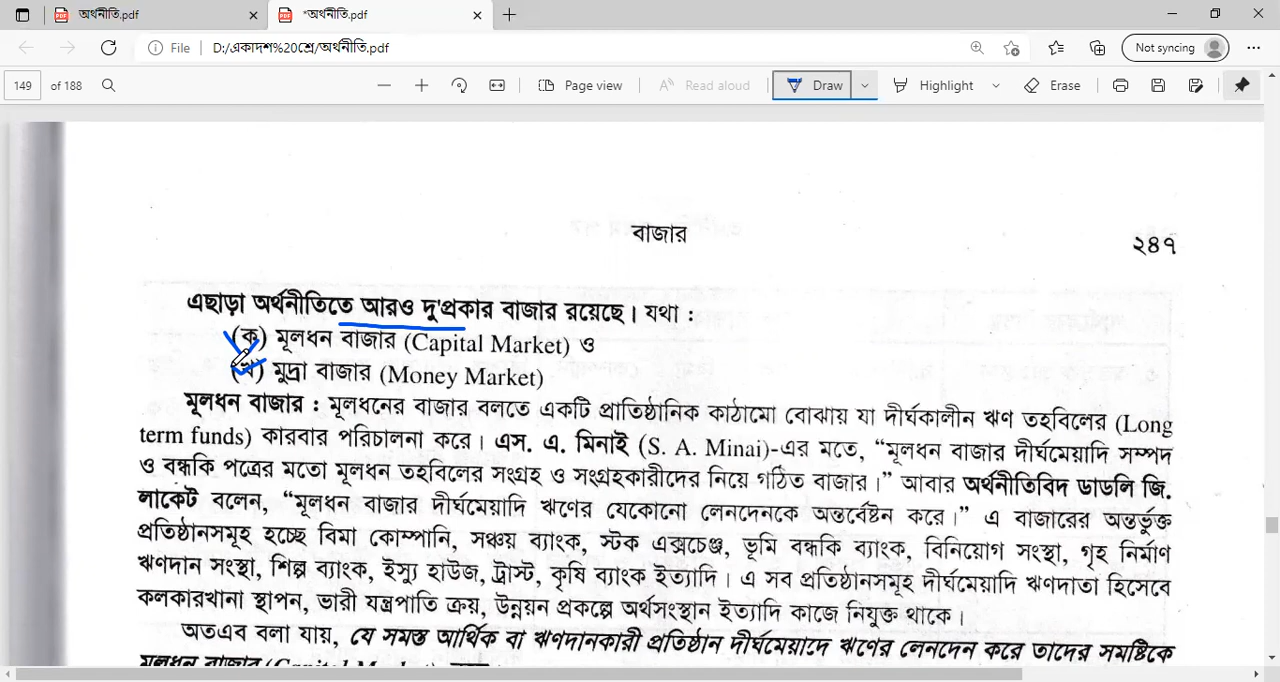 অর্থনীতি.pdf
*অর্থনীতি.pdf
File D:/একাদশ%20শ্রে/অর্থনীতি.pdf
Not syncing
149 of 188
Page view
Read aloud
Draw
Highlight
Erase
বাজার
২৪৭
এছাড়া অর্থনীতিতে আরও দু'প্রকার বাজার রয়েছে। যথা :
(ক) মূলধন বাজার (Capital Market) ও
(খ) মুদ্রা বাজার (Money Market)
মূলধন বাজার : মূলধনের বাজার বলতে একটি প্রাতিষ্ঠানিক কাঠামো বোঝায় যা দীর্ঘকালীন ঋণ তহবিলের (Long
term funds) কারবার পরিচালনা করে। এস. এ. মিনাই (S. A. Minai)-এর মতে, “মূলধন বাজার দীর্ঘমেয়াদি সম্পদ
ও বন্ধকি পত্রের মতো মূলধন তহবিলের সংগ্রহ ও সংগ্রহকারীদের নিয়ে গঠিত বাজার।” আবার অর্থনীতিবিদ ডাডলি জি.
লাকেট বলেন, “মূলধন বাজার দীর্ঘমেয়াদি ঋণের যেকোনো লেনদেনকে অন্তর্বেষ্টন করে।” এ বাজারের অন্তর্ভুক্ত
প্রতিষ্ঠানসমূহ হচ্ছে বিমা কোম্পানি, সঞ্চয় ব্যাংক, স্টক এক্সচেঞ্জ, ভূমি বন্ধকি ব্যাংক, বিনিয়োগ সংস্থা, গৃহ নির্মাণ
ঋণদান সংস্থা, শিল্প ব্যাংক, ইস্যু হাউজ, ট্রাস্ট, কৃষি ব্যাংক ইত্যাদি। এ সব প্রতিষ্ঠানসমূহ দীর্ঘমেয়াদি ঋণদাতা হিসেবে
কলকারখানা স্থাপন, ভারী যন্ত্রপাতি ক্রয়, উন্নয়ন প্রকল্পে অর্থসংস্থান ইত্যাদি কাজে নিযুক্ত থাকে।
অতএব বলা যায়, যে সমস্ত আর্থিক বা ঋণদানকারী প্রতিষ্ঠান দীর্ঘমেয়াদে ঋণের লেনদেন করে তাদের সমষ্টিকে
মূলধন বাজার (Capital Market)